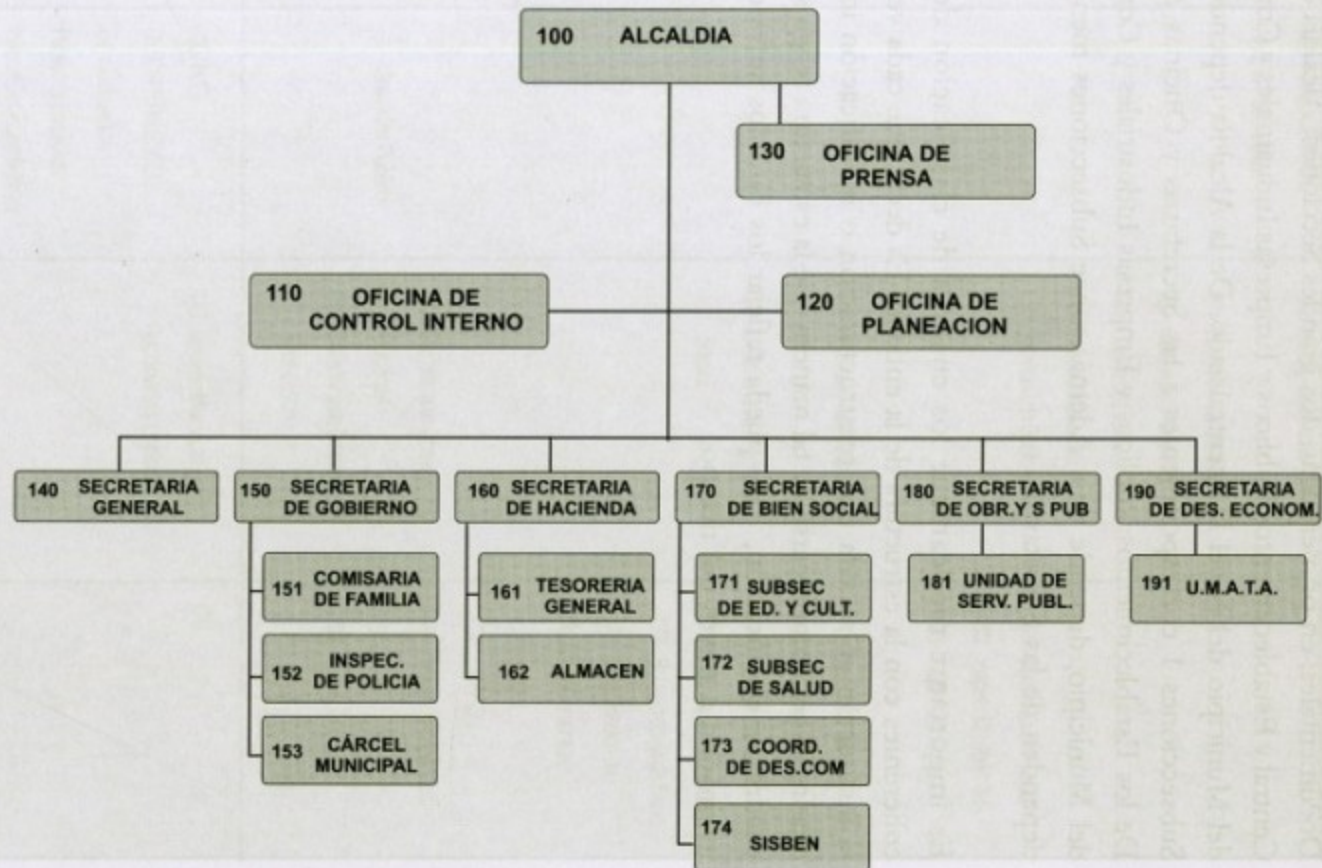 100 ALCALDIA
130 OFICINA DE
PRENSA
110 OFICINA DE
CONTROL INTERNO
120 OFICINA DE
PLANEACION
140 SECRETARIA
GENERAL
150 SECRETARIA
DE GOBIERNO
160 SECRETARIA
DE HACIENDA
170 SECRETARIA
DE BIEN SOCIAL
180 SECRETARIA
DE OBR.Y S PUB
190 SECRETARIA
DE DES. ECONOM.
151 COMISARIA
DE FAMILIA
152 INSPEC.
DE POLICIA
153 CÁRCEL
MUNICIPAL
161 TESORERIA
GENERAL
162 ALMACEN
171 SUBSEC
DE ED. Y CULT.
172 SUBSEC
DE SALUD
173 COORD.
DE DES.COM
174 SISBEN
181 UNIDAD DE
SERV. PUBL.
191 U.M.A.T.A.